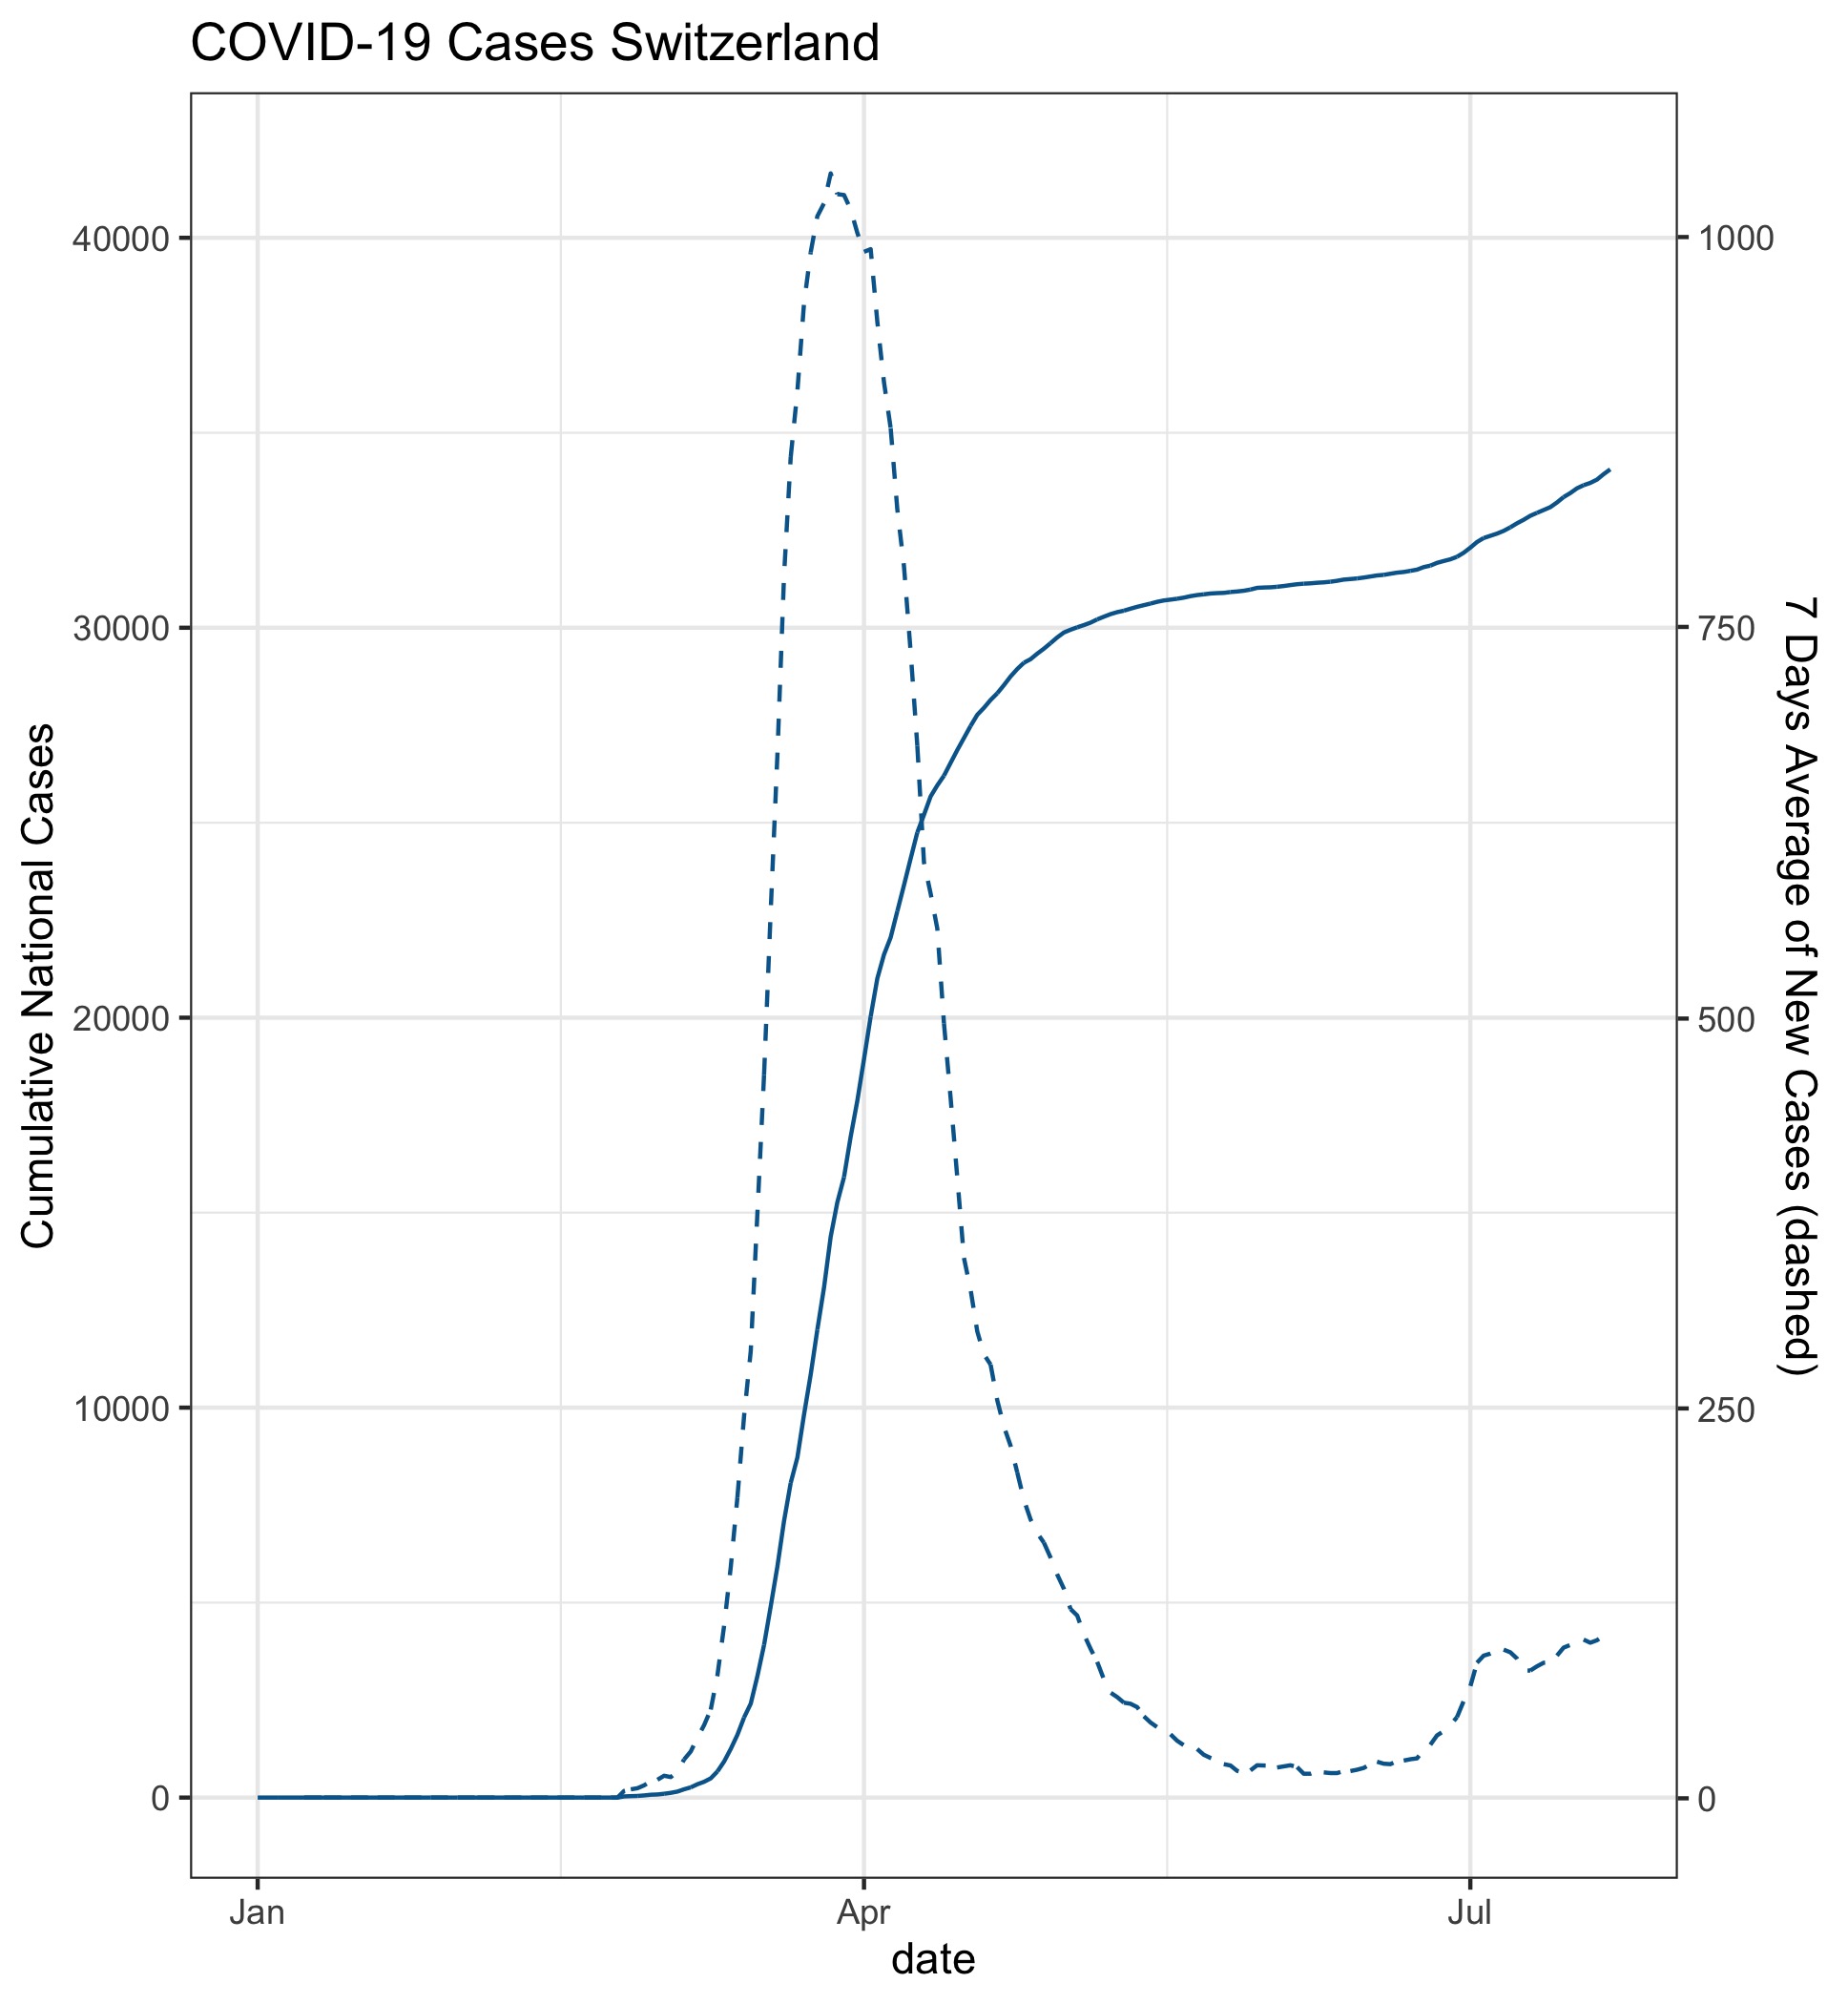 COVID-19 Cases Switzerland
Cumulative National Cases
40000
30000
20000
10000
0
1000
750
500
250
0
7 Days Average of New Cases (dashed)
Jan
Apr
Jul
date